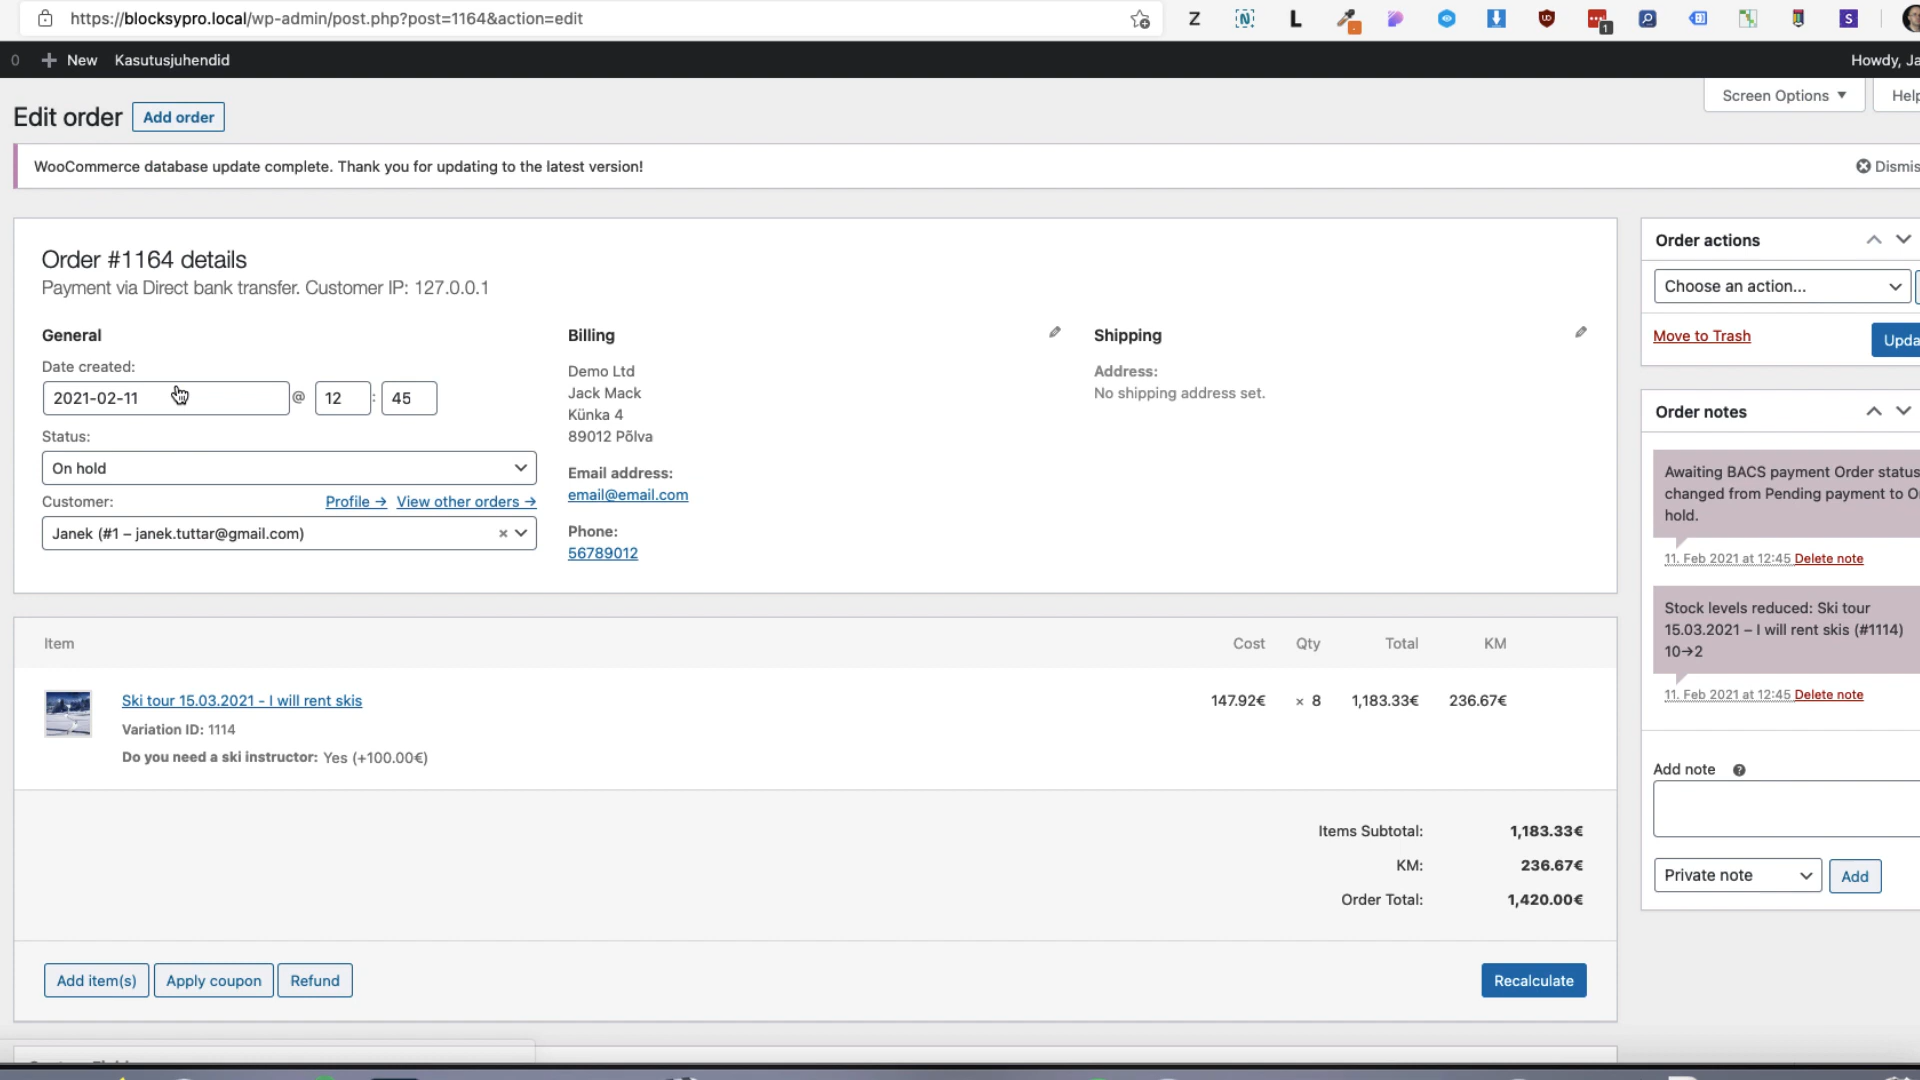 https://blocksypro.local/wp-admin/post.php?post=1164&action=edit
Z
N
L
UD
1
S
0
New
Kasutusjuhendid
Howdy, Ja
Screen Options
Help
Edit order
Add order
WooCommerce database update complete. Thank you for updating to the latest version!
Dismis
Order #1164 details
Payment via Direct bank transfer. Customer IP: 127.0.0.1
General
Date created:
2021-02-11 @ 12 : 45
Status:
On hold
Customer:
Profile →
View other orders →
Janek (#1 – janek.tuttar@gmail.com)
×
Billing
Demo Ltd
Jack Mack
Künka 4
89012 Põlva
Email address:
email@email.com
Phone:
56789012
Shipping
Address:
No shipping address set.
Order actions
Choose an action...
Move to Trash
Upda
Order notes
Awaiting BACS payment Order status
changed from Pending payment to O
hold.
11. Feb 2021 at 12:45 Delete note
Stock levels reduced: Ski tour
15.03.2021 – I will rent skis (#1114)
10→2
11. Feb 2021 at 12:45 Delete note
Add note
Private note
Add
Item Cost Qty Total KM
Ski tour 15.03.2021 - I will rent skis 147.92€ × 8 1,183.33€ 236.67€
Variation ID: 1114
Do you need a ski instructor: Yes (+100.00€)
Items Subtotal: 1,183.33€
KM: 236.67€
Order Total: 1,420.00€
Add item(s)
Apply coupon
Refund
Recalculate